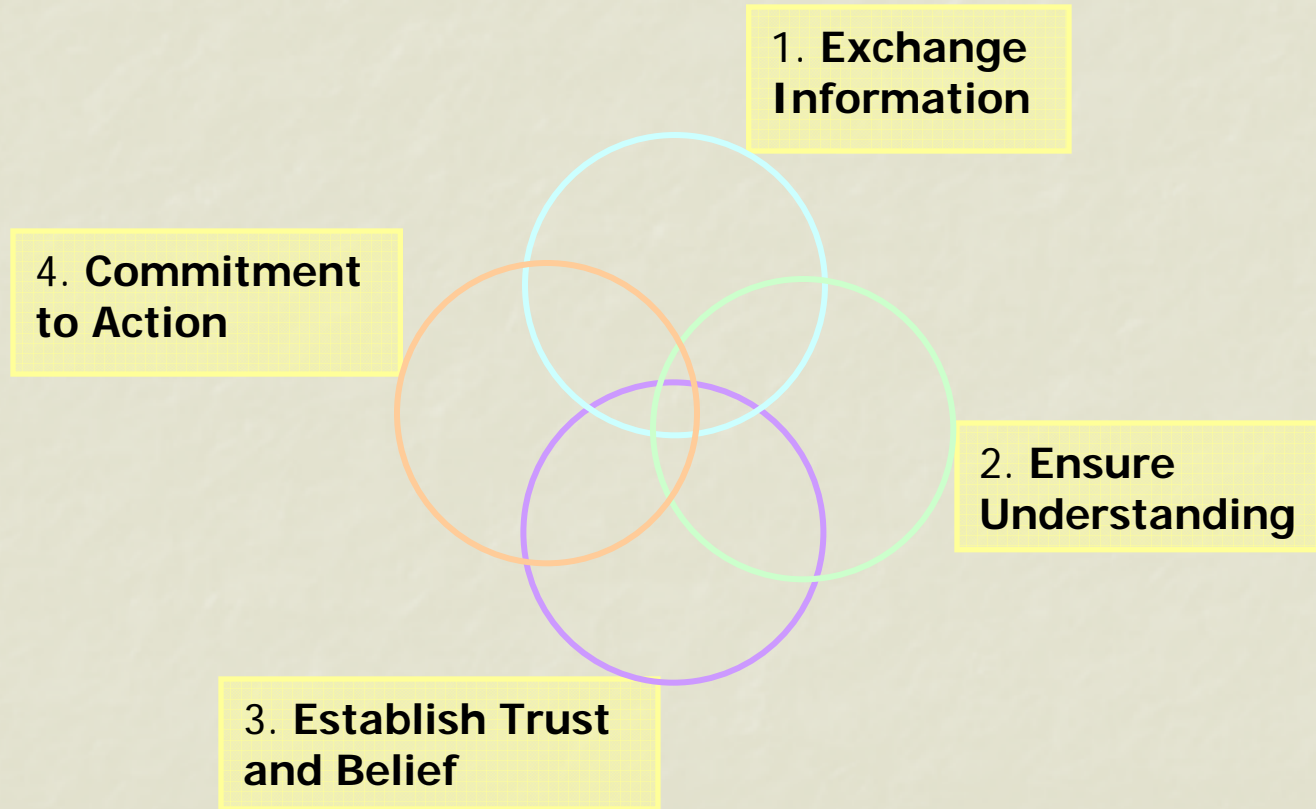 1. Exchange
Information
2. Ensure
Understanding
3. Establish Trust
and Belief
4. Commitment
to Action